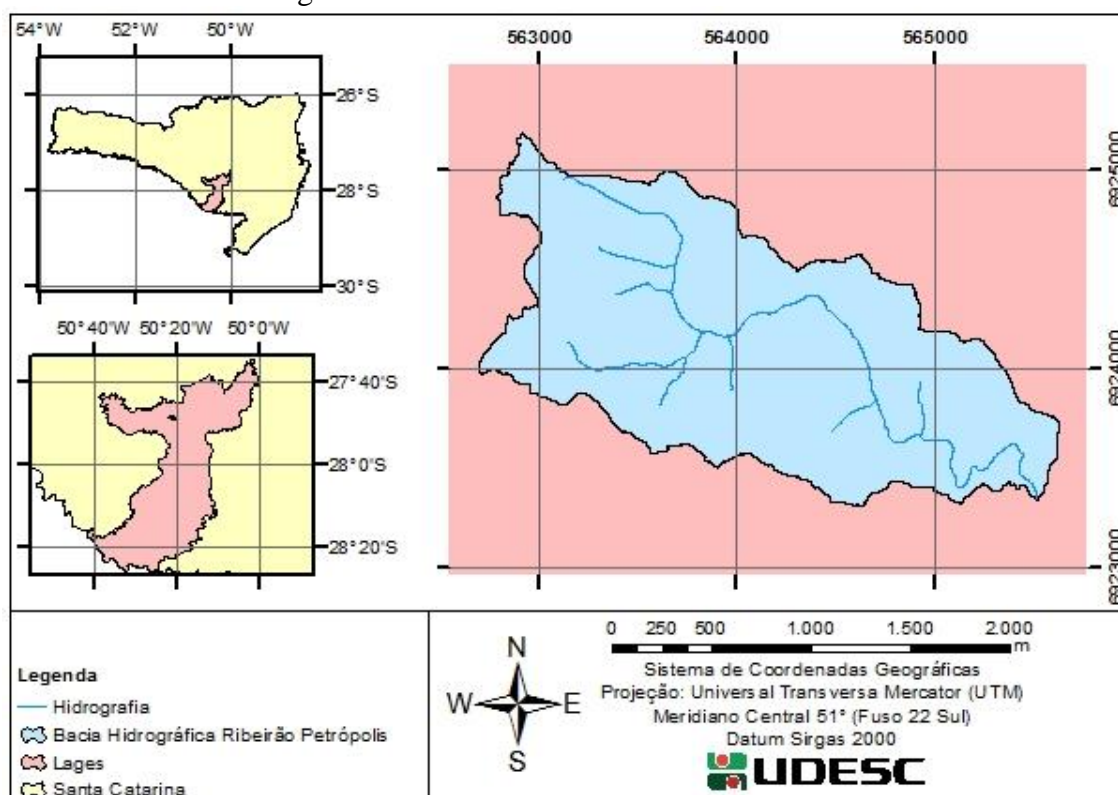 g
54°W 52°W 50°W
26°S
28°S
30°S
50°40'W 50°20'W 50°0'W
27°40'S
28°0'S
28°20'S
563000 564000 565000
6925000
6924000
6923000
Legenda
Hidrografia
Bacia Hidrográfica Ribeirão Petrópolis
Lages
Santa Catarina
N
W E
S
0 250 500 1.000 1.500 2.000
m
Sistema de Coordenadas Geográficas
Projeção: Universal Transversa Mercator (UTM)
Meridiano Central 51° (Fuso 22 Sul)
Datum Sirgas 2000
UDESC